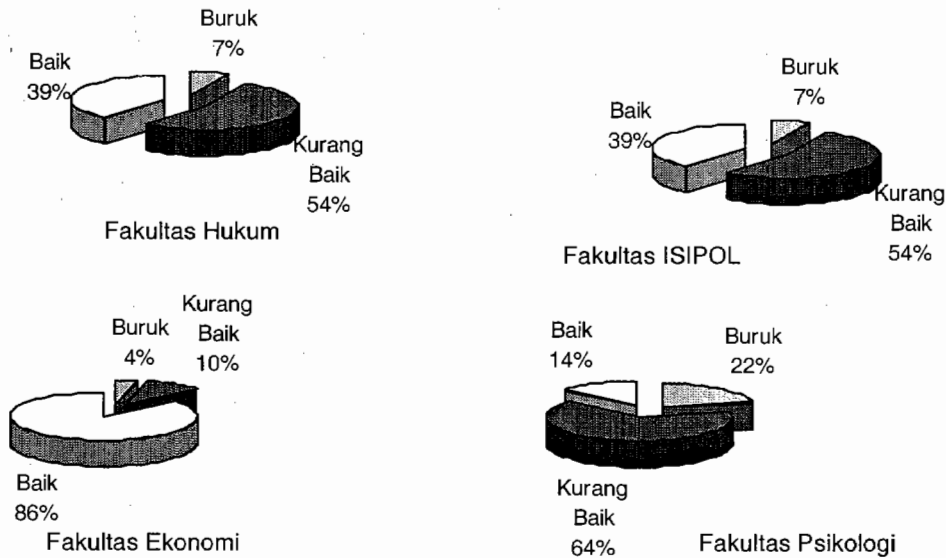 Buruk
7%
Baik
39%
Kurang
Baik
54%
Fakultas Hukum
Buruk
7%
Baik
39%
Kurang
Baik
54%
Fakultas ISIPOL
Kurang
Baik
10%
Buruk
4%
Baik
86%
Fakultas Ekonomi
Baik
14%
Buruk
22%
Kurang
Baik
64%
Fakultas Psikologi